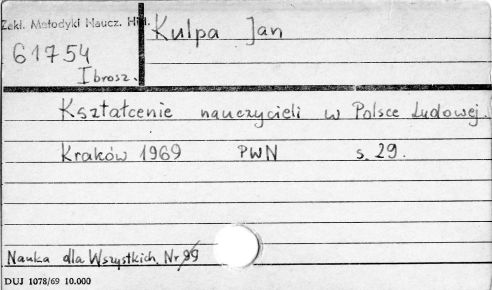 Zakł. Metodyki Naucz. Hist.
Kulpa Jan
61754
I brosz.
Kształcenie nauczycieli w Polsce Ludowej.
Kraków 1969 PWN s. 29.
Nauka dla Wszystkich, Nr 99
DUJ 1078/69 10.000